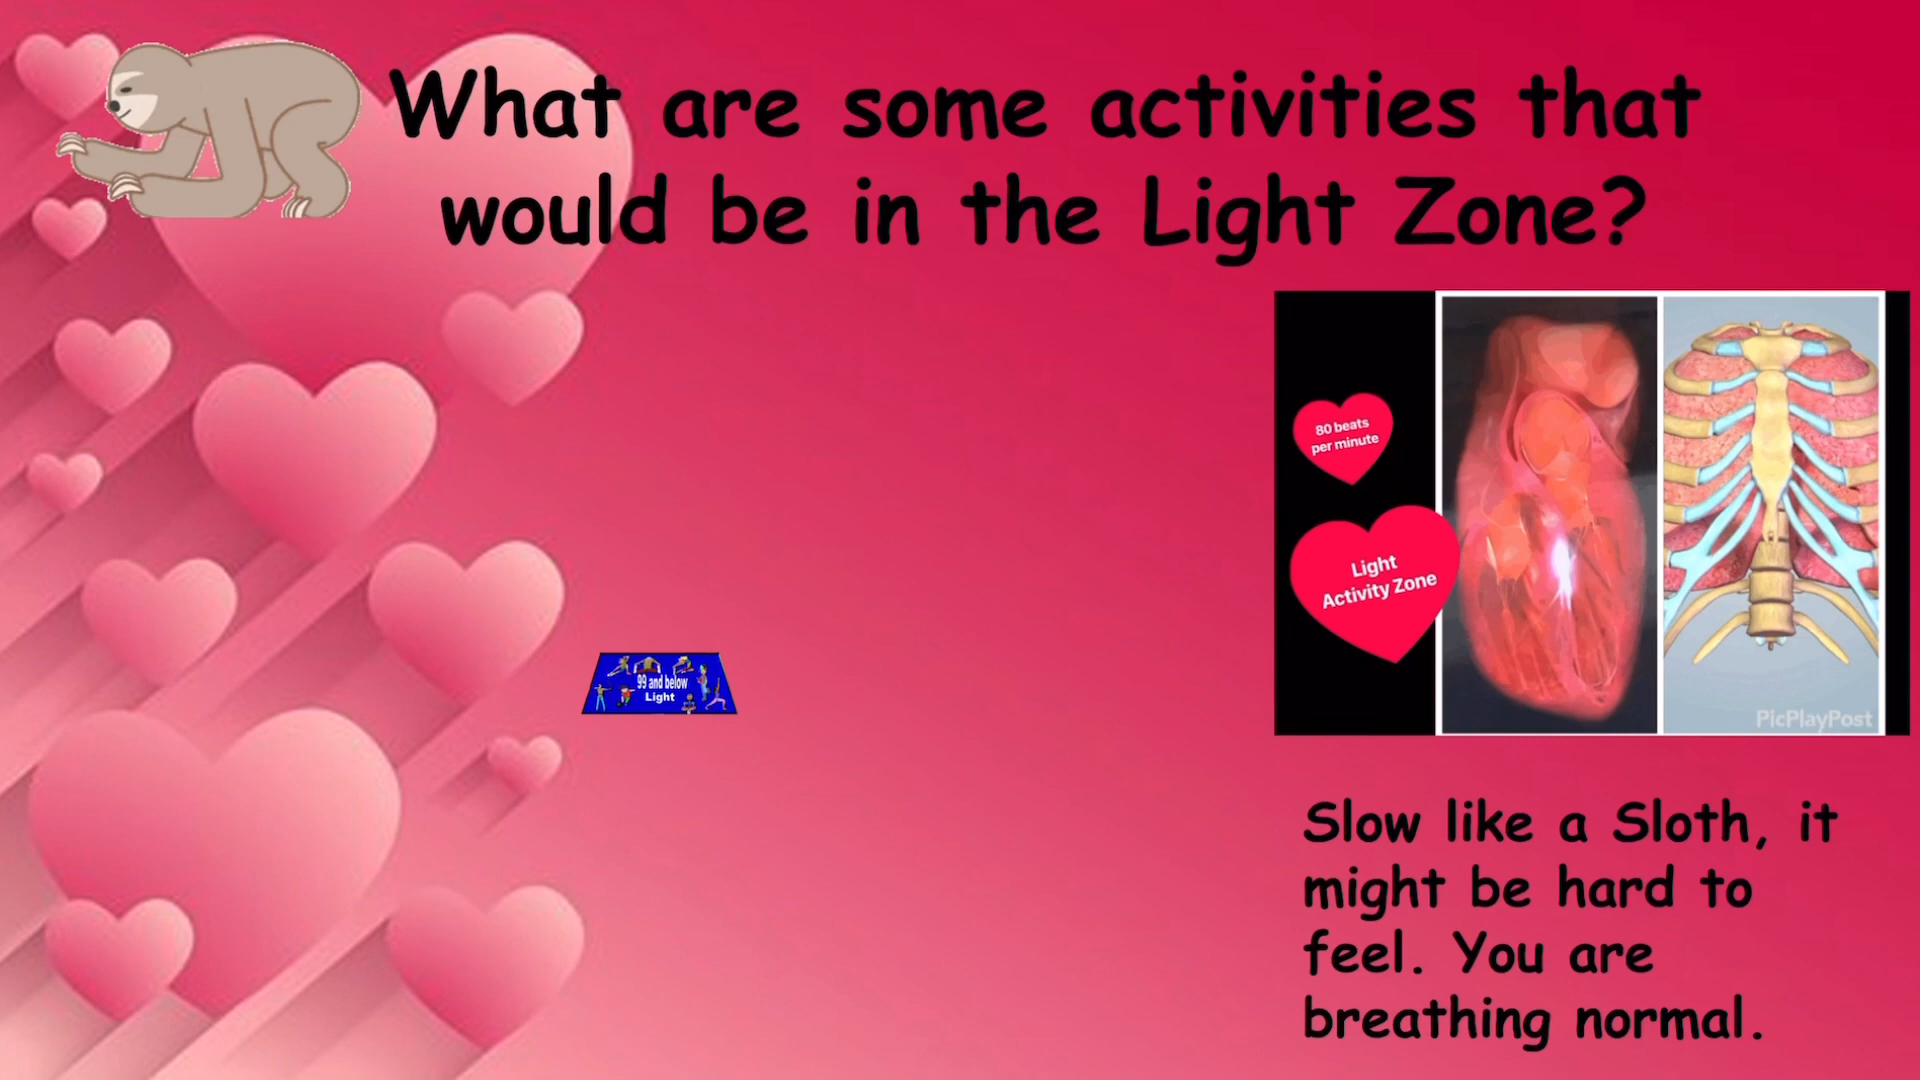 What are some activities that
would be in the Light Zone?
80 beats
per minute
Light
Activity Zone
PicPlayPost
99 and below
Light
Slow like a Sloth, it
might be hard to
feel. You are
breathing normal.